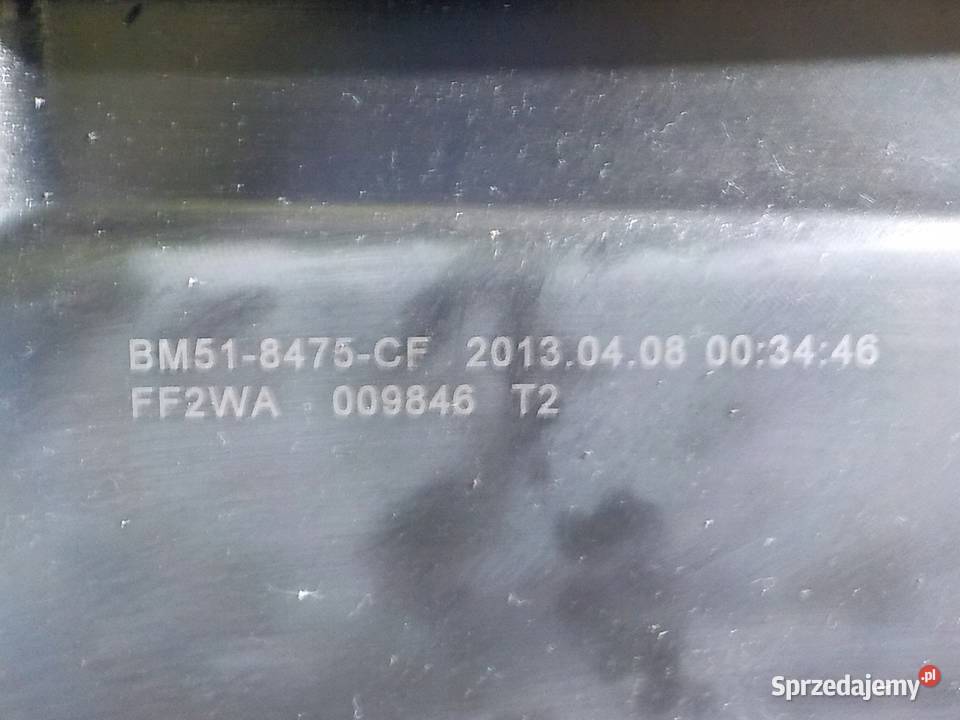 BM51-8475-CF 2013.04.08 00:34:46
FF2WA 009846 T2
Sprzedajemy.pl